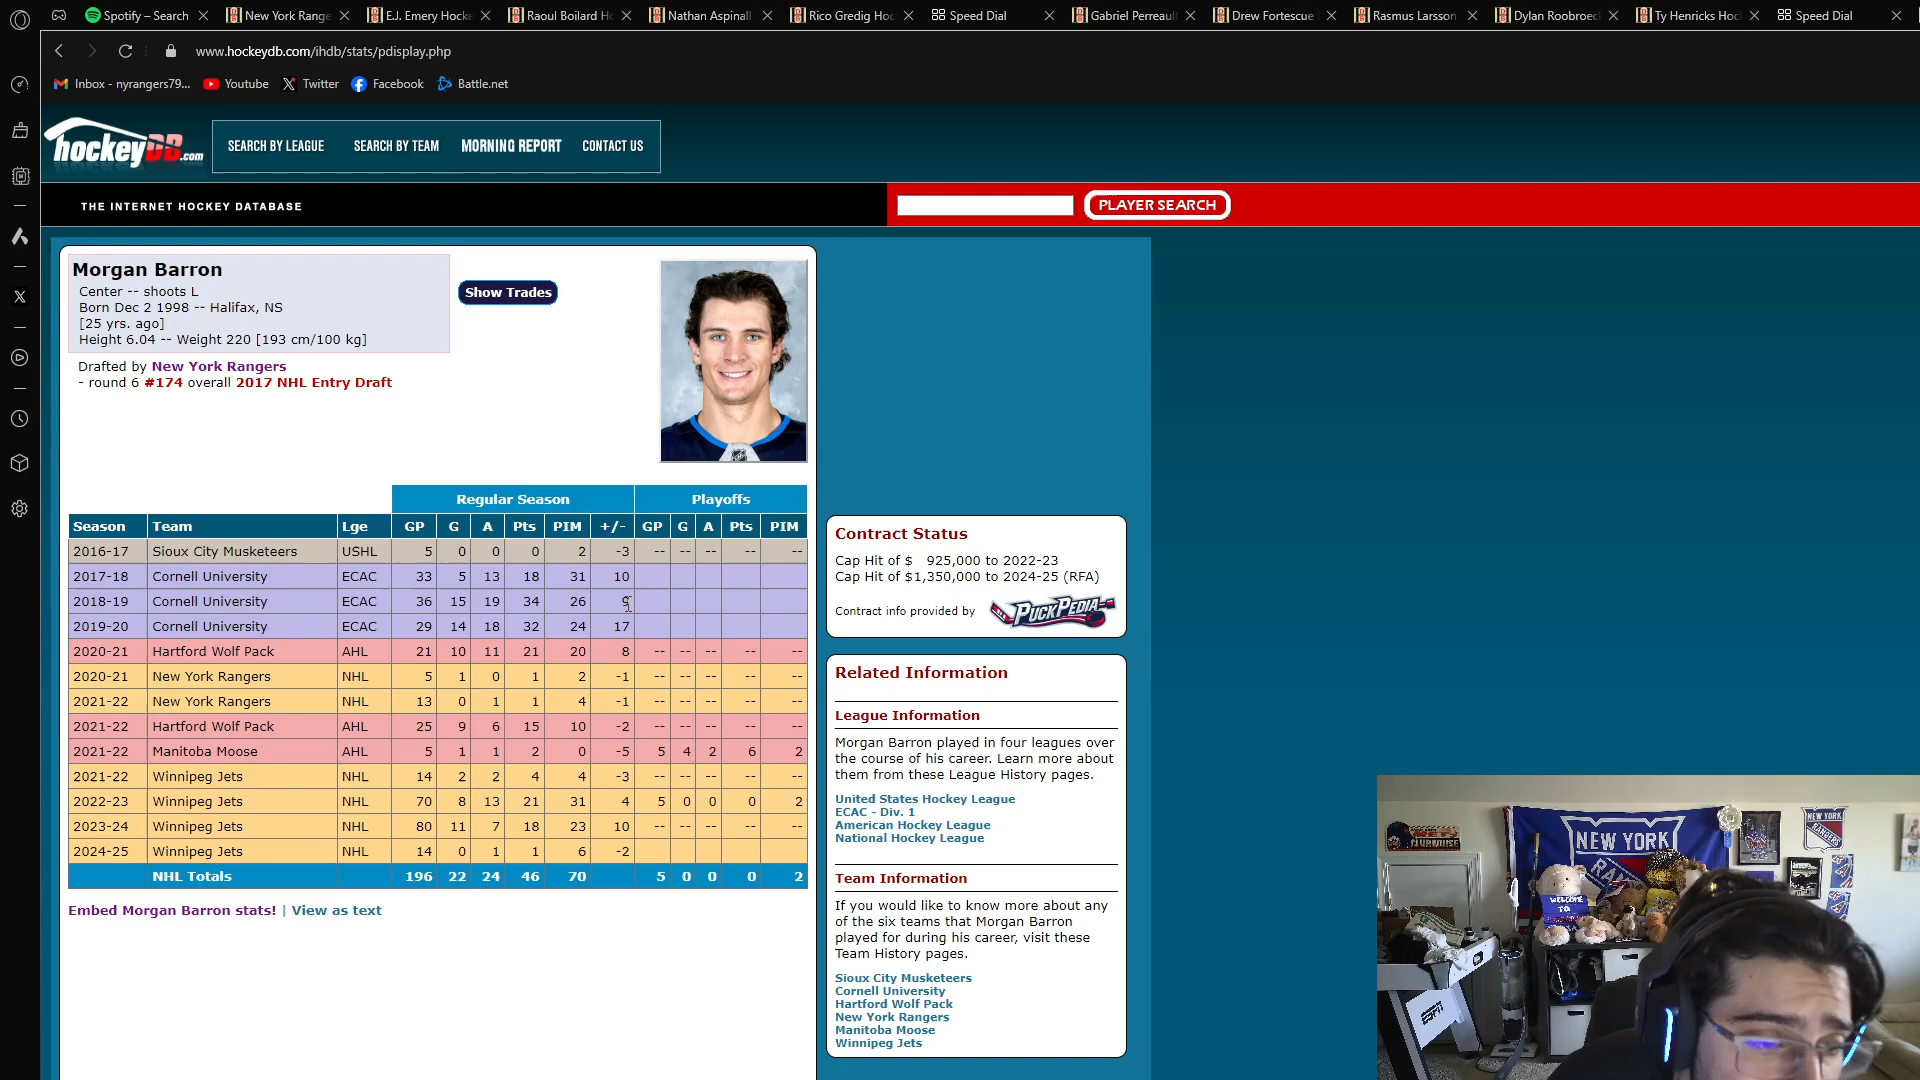 Spotify – Search
New York Range
E.J. Emery Hocke
Raoul Boilard Ho
Nathan Aspinall
Rico Gredig Hoc
Speed Dial
Gabriel Perreaul
Drew Fortescue
Rasmus Larsson
Dylan Roobroec
Ty Henricks Hoc
Speed Dial
www.hockeydb.com/ihdb/stats/pdisplay.php
Inbox - nyrangers79...
Youtube
Twitter
Facebook
Battle.net
hockeyDB.com
SEARCH BY LEAGUE
SEARCH BY TEAM
MORNING REPORT
CONTACT US
THE INTERNET HOCKEY DATABASE
PLAYER SEARCH
Morgan Barron
Center -- shoots L
Born Dec 2 1998 -- Halifax, NS
[25 yrs. ago]
Height 6.04 -- Weight 220 [193 cm/100 kg]
Show Trades
Drafted by New York Rangers
- round 6 #174 overall 2017 NHL Entry Draft
Regular Season Playoffs
Season Team Lge GP G A Pts PIM +/- GP G A Pts PIM
2016-17 Sioux City Musketeers USHL 5 0 0 0 2 -3 -- -- -- -- --
2017-18 Cornell University ECAC 33 5 13 18 31 10
2018-19 Cornell University ECAC 36 15 19 34 26 9
2019-20 Cornell University ECAC 29 14 18 32 24 17
2020-21 Hartford Wolf Pack AHL 21 10 11 21 20 8 -- -- -- -- --
2020-21 New York Rangers NHL 5 1 0 1 2 -1 -- -- -- -- --
2021-22 New York Rangers NHL 13 0 1 1 4 -1 -- -- -- -- --
2021-22 Hartford Wolf Pack AHL 25 9 6 15 10 -2 -- -- -- -- --
2021-22 Manitoba Moose AHL 5 1 1 2 0 -5 5 4 2 6 2
2021-22 Winnipeg Jets NHL 14 2 2 4 4 -3 -- -- -- -- --
2022-23 Winnipeg Jets NHL 70 8 13 21 31 4 5 0 0 0 2
2023-24 Winnipeg Jets NHL 80 11 7 18 23 10 -- -- -- -- --
2024-25 Winnipeg Jets NHL 14 0 1 1 6 -2
NHL Totals 196 22 24 46 70 5 0 0 0 2
Embed Morgan Barron stats! | View as text
Contract Status
Cap Hit of $ 925,000 to 2022-23
Cap Hit of $1,350,000 to 2024-25 (RFA)
Contract info provided by PUCKPEDIA
Related Information
League Information
Morgan Barron played in four leagues over
the course of his career. Learn more about
them from these League History pages.
United States Hockey League
ECAC - Div. 1
American Hockey League
National Hockey League
Team Information
If you would like to know more about any
of the six teams that Morgan Barron
played for during his career, visit these
Team History pages.
Sioux City Musketeers
Cornell University
Hartford Wolf Pack
New York Rangers
Manitoba Moose
Winnipeg Jets
NEW YORK
RANGERS
NEW YORK
RANGERS
WELCOME
TO
ESPN